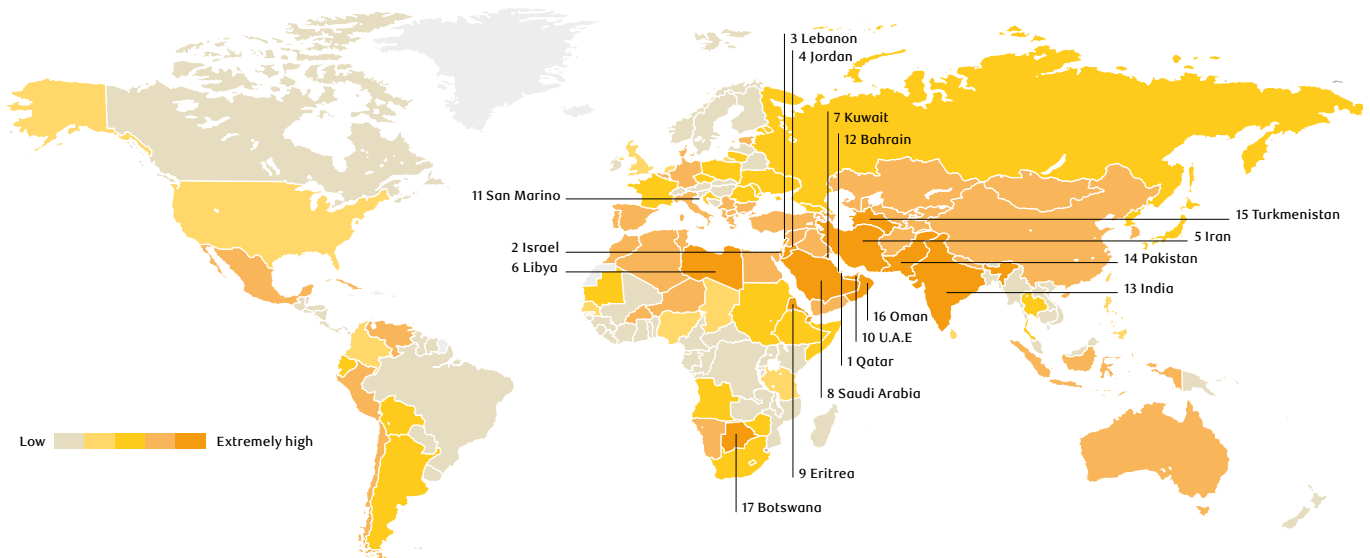 3 Lebanon
4 Jordan
7 Kuwait
12 Bahrain
11 San Marino
15 Turkmenistan
2 Israel
5 Iran
6 Libya
14 Pakistan
13 India
16 Oman
10 U.A.E
1 Qatar
8 Saudi Arabia
Low Extremely high
9 Eritrea
17 Botswana